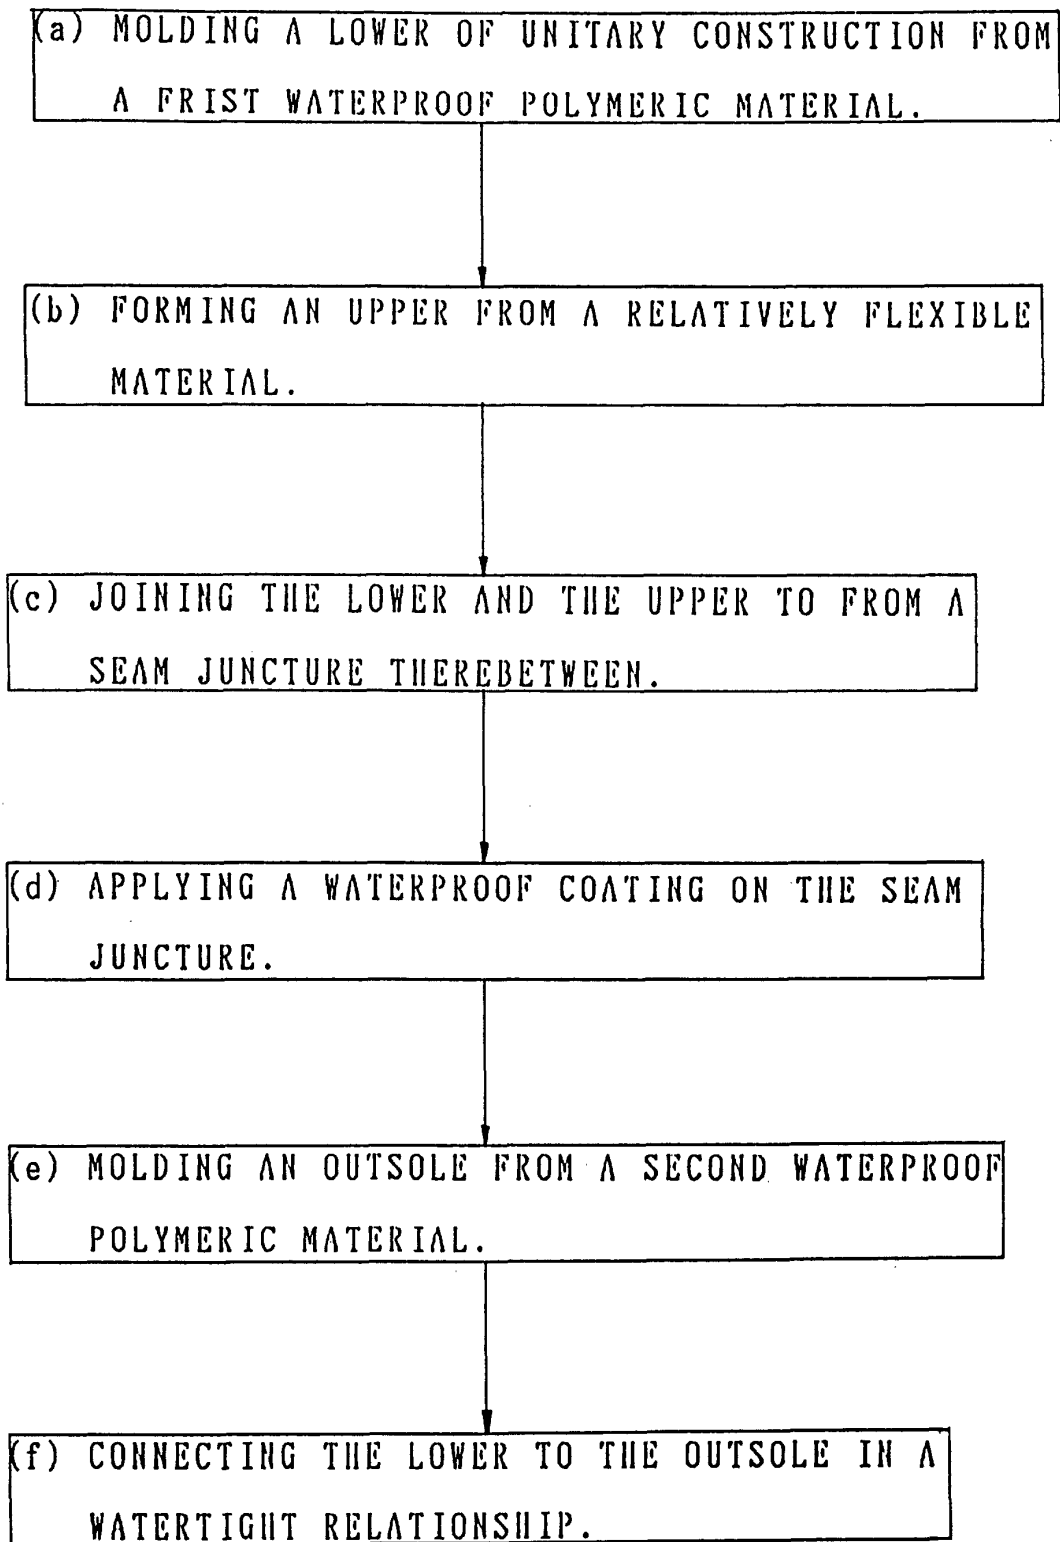 (a) MOLDING A LOWER OF UNITARY CONSTRUCTION FROM
A FRIST WATERPROOF POLYMERIC MATERIAL.
(b) FORMING AN UPPER FROM A RELATIVELY FLEXIBLE
MATERIAL.
(c) JOINING THE LOWER AND THE UPPER TO FROM A
SEAM JUNCTURE THEREBETWEEN.
(d) APPLYING A WATERPROOF COATING ON THE SEAM
JUNCTURE.
(e) MOLDING AN OUTSOLE FROM A SECOND WATERPROOF
POLYMERIC MATERIAL.
(f) CONNECTING THE LOWER TO THE OUTSOLE IN A
WATERTIGHT RELATIONSHIP.